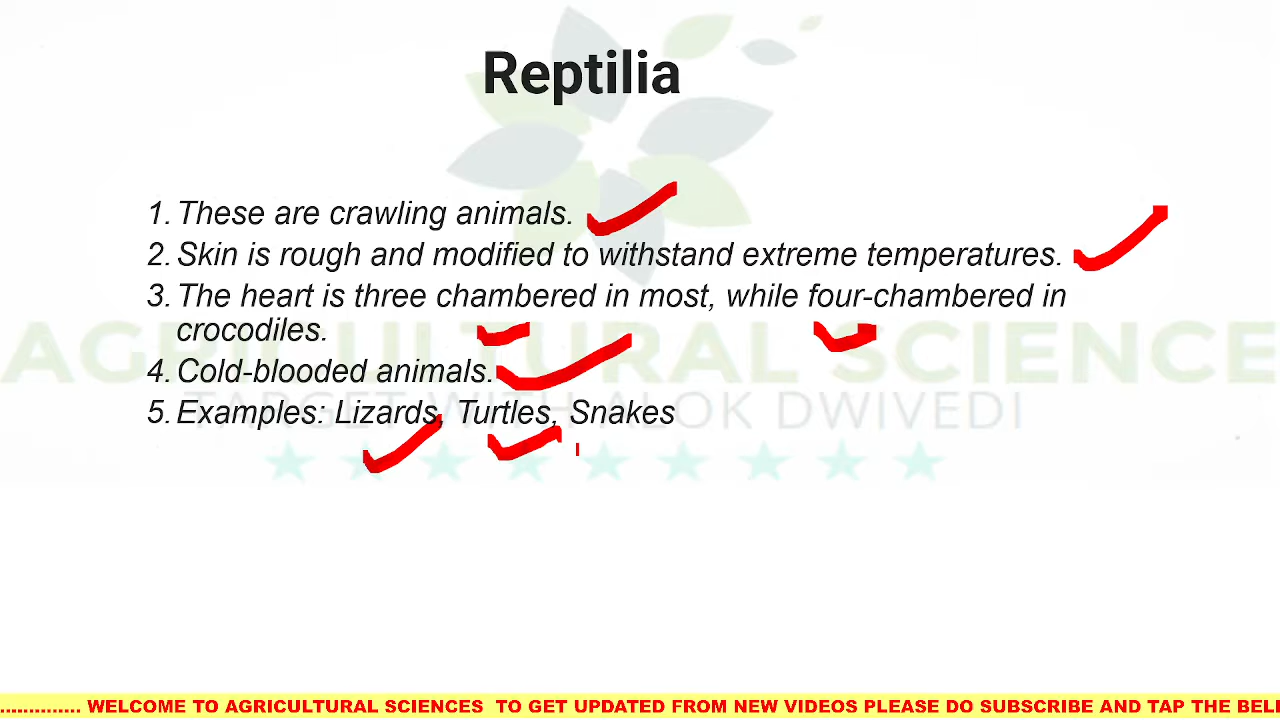 Reptilia
1. These are crawling animals.
2. Skin is rough and modified to withstand extreme temperatures.
3. The heart is three chambered in most, while four-chambered in
crocodiles.
AGRICULTURAL SCIENCE
4. Cold-blooded animals.
TARGET WITH ALOK DWIVEDI
5. Examples: Lizards, Turtles, Snakes
.............. WELCOME TO AGRICULTURAL SCIENCES TO GET UPDATED FROM NEW VIDEOS PLEASE DO SUBSCRIBE AND TAP THE BELL